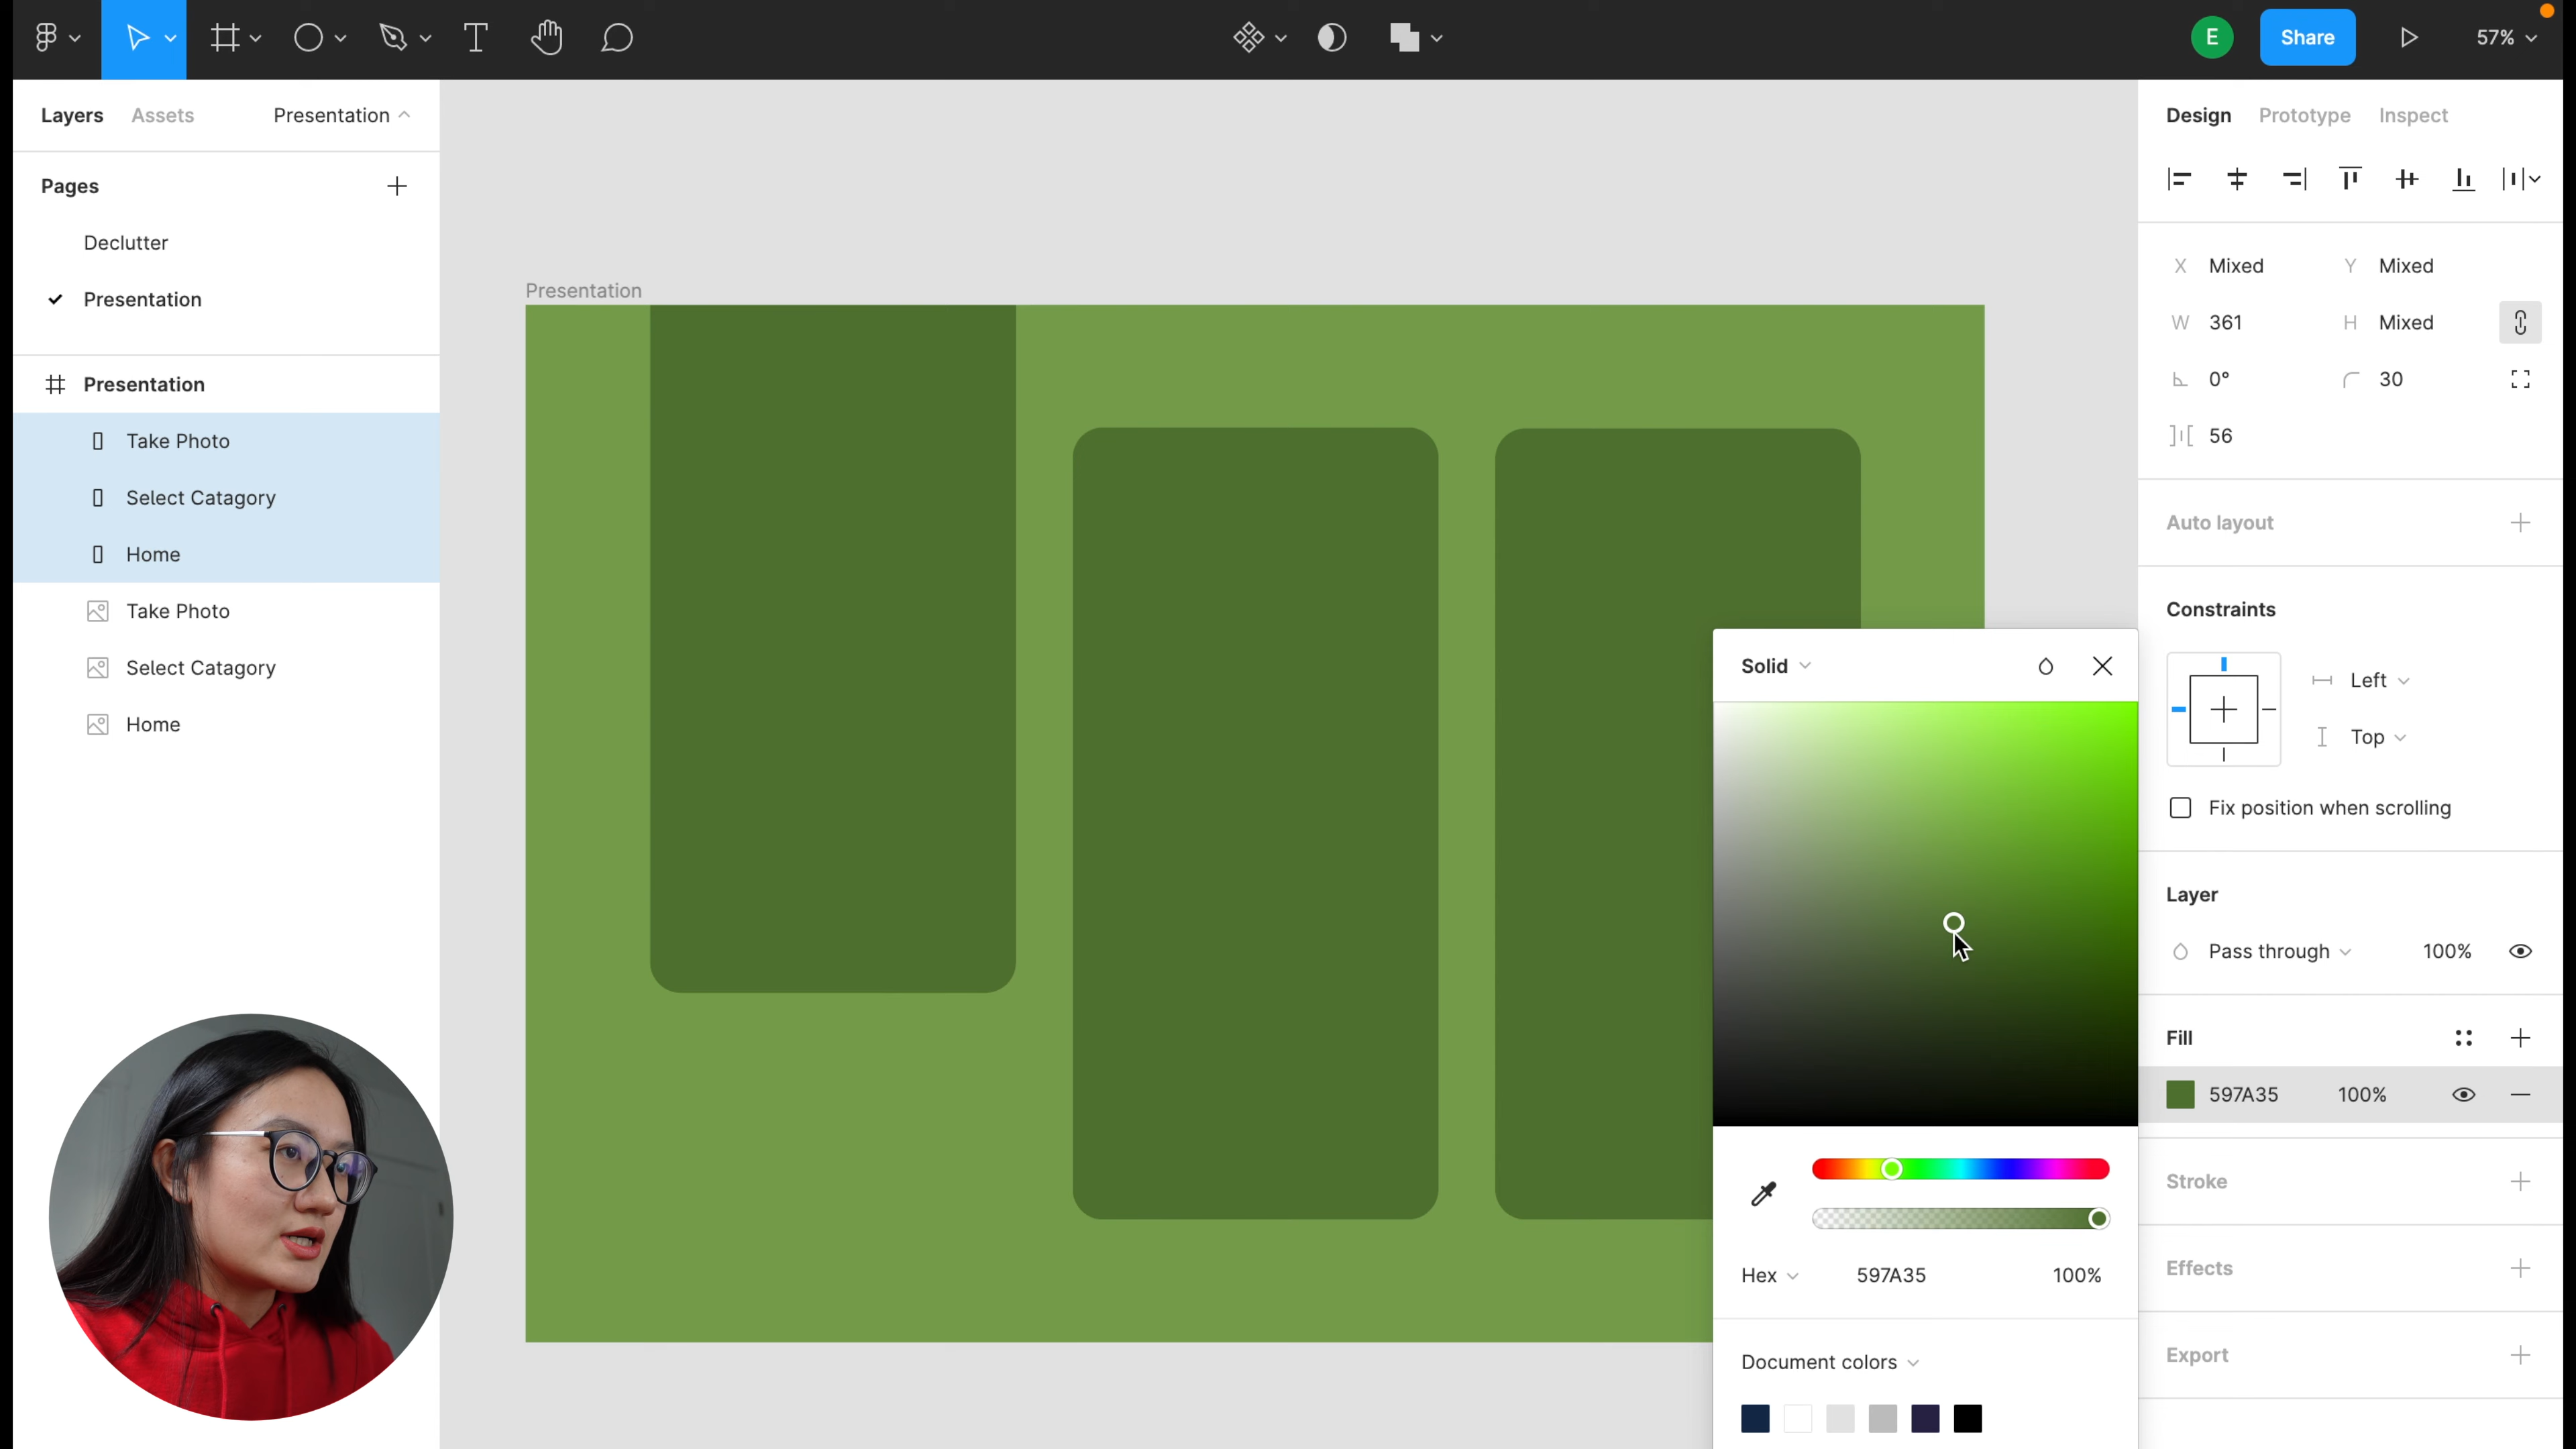 E
Share
57%
Layers
Assets
Presentation
Design
Prototype
Inspect
Pages
Declutter
Presentation
Presentation
Take Photo
Select Catagory
Home
Take Photo
Select Catagory
Home
Presentation
X Mixed
Y Mixed
W 361
H Mixed
0°
30
56
Auto layout
Constraints
Left
Top
Fix position when scrolling
Layer
Pass through
100%
Fill
597A35
100%
Stroke
Effects
Export
Solid
Hex
597A35
100%
Document colors